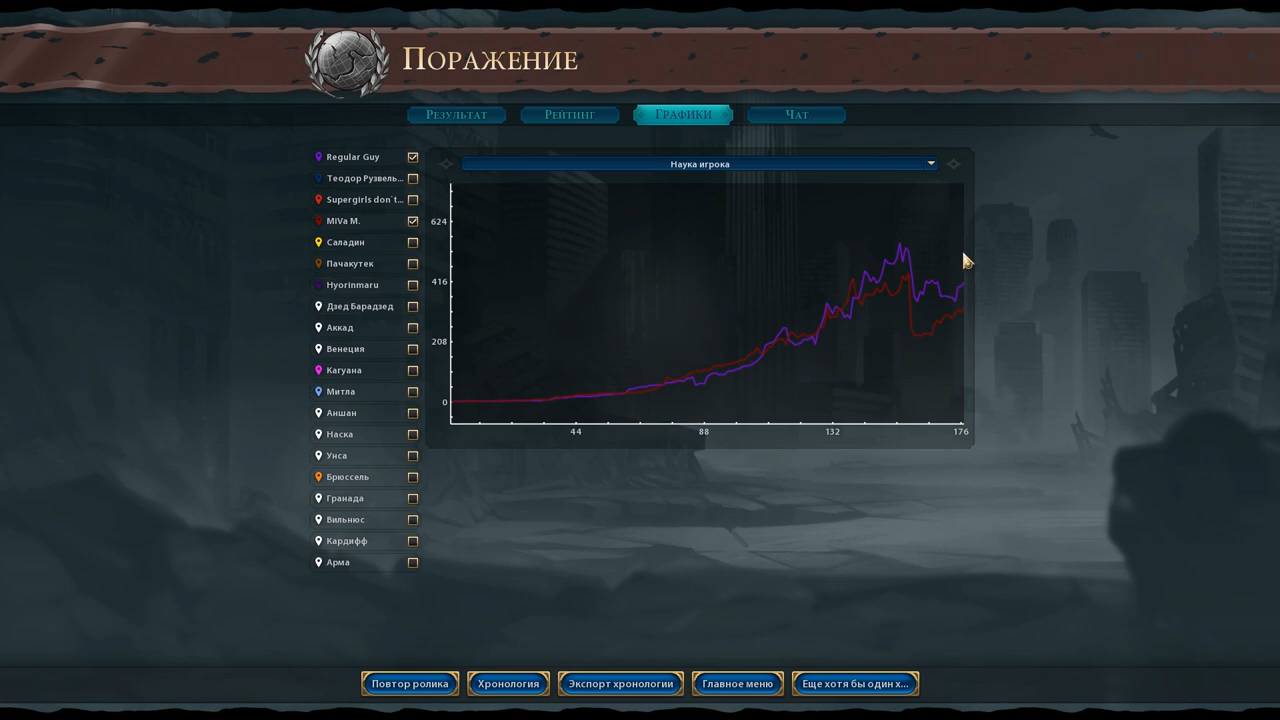 Поражение
Результат
Рейтинг
Графики
Чат
Regular Guy
Теодор Рузвель...
Supergirls don`t...
MiVa M.
Саладин
Пачакутек
Hyorinmaru
Дзед Барадзед
Аккад
Венеция
Кагуана
Митла
Аншан
Наска
Унса
Брюссель
Гранада
Вильнюс
Кардифф
Арма
Наука игрока
624
416
208
0
44
88
132
176
Повтор ролика
Хронология
Экспорт хронологии
Главное меню
Еще хотя бы один х...